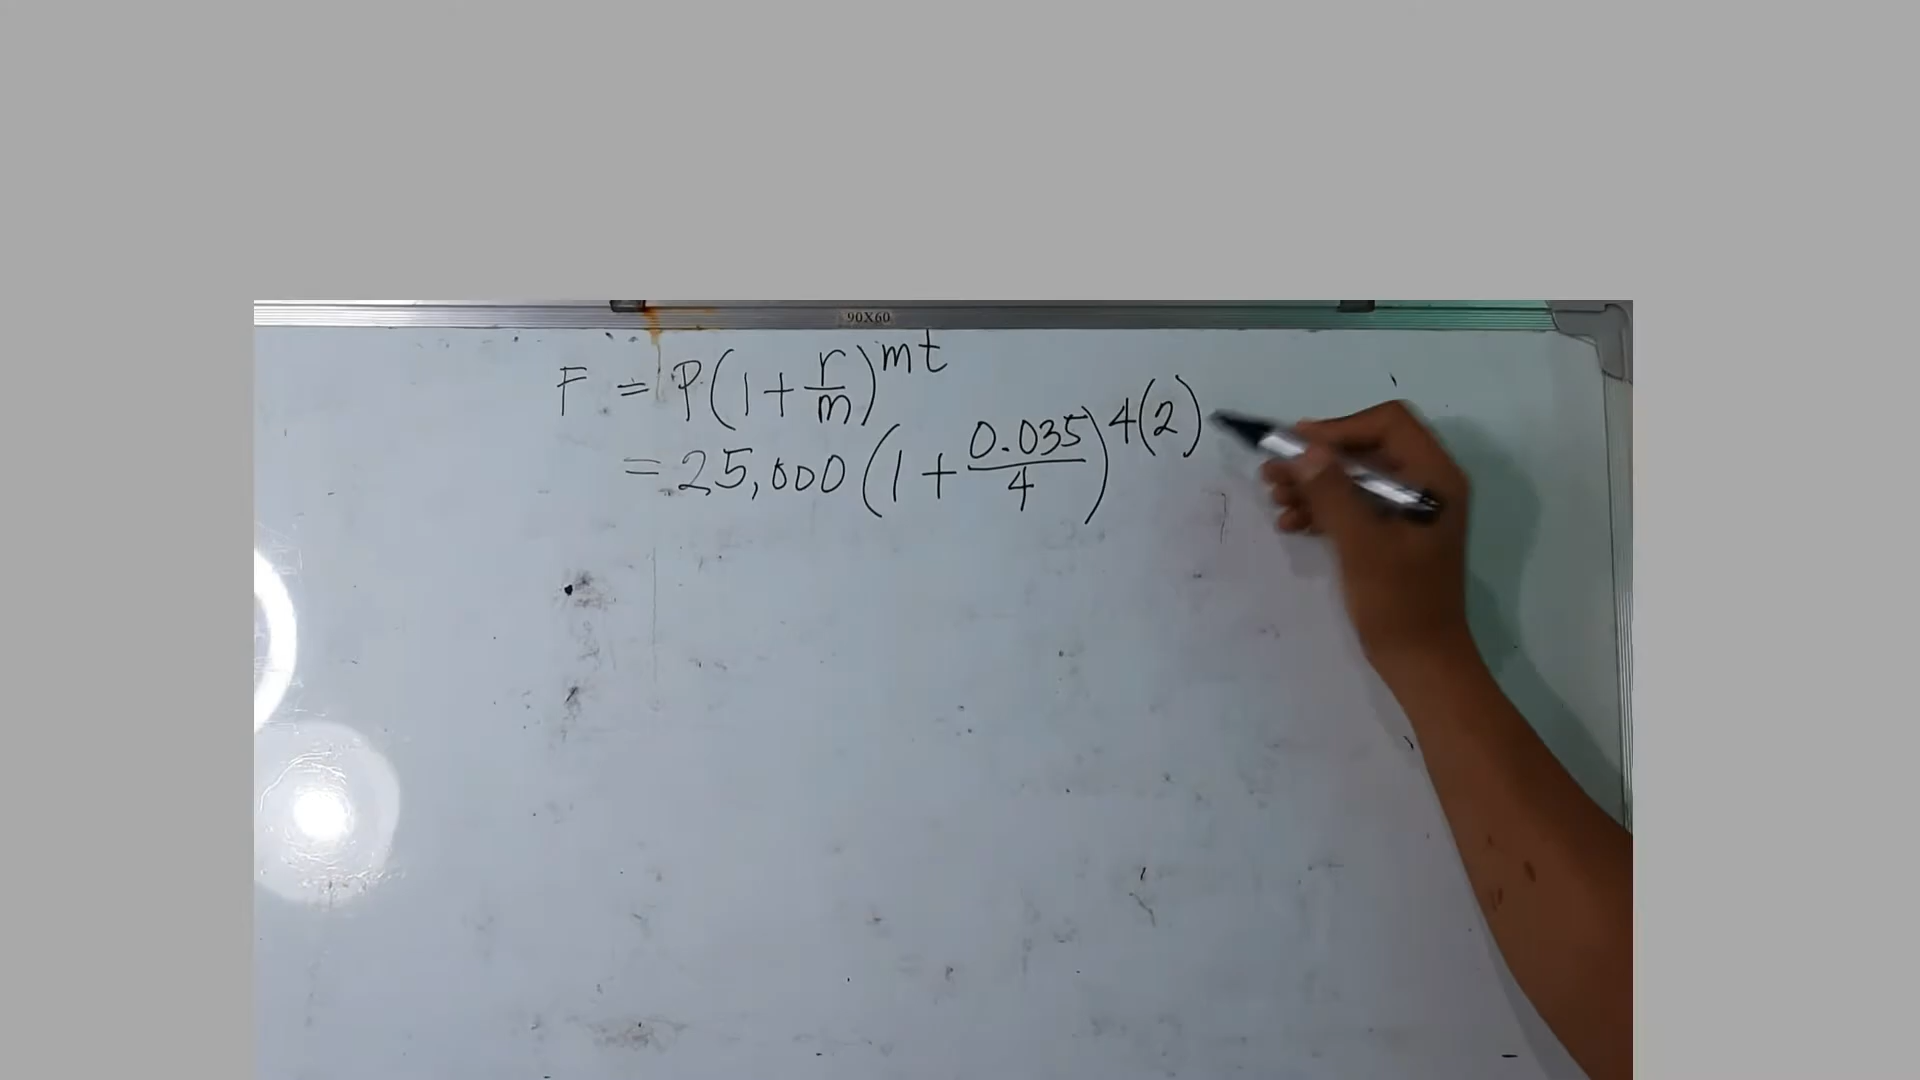 90X60
F = P(1+r/m)^mt
= 25,000(1+0.035/4)^4(2)